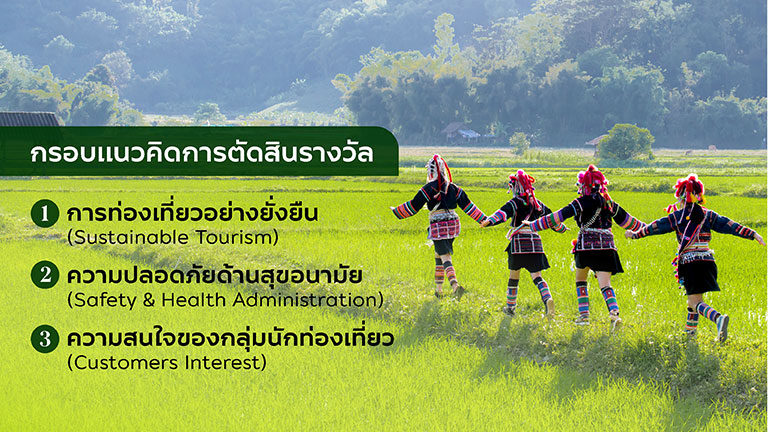 กรอบแนวคิดการตัดสินรางวัล
1 การท่องเที่ยวอย่างยั่งยืน
(Sustainable Tourism)
2 ความปลอดภัยด้านสุขอนามัย
(Safety & Health Administration)
3 ความสนใจของกลุ่มนักท่องเที่ยว
(Customers Interest)